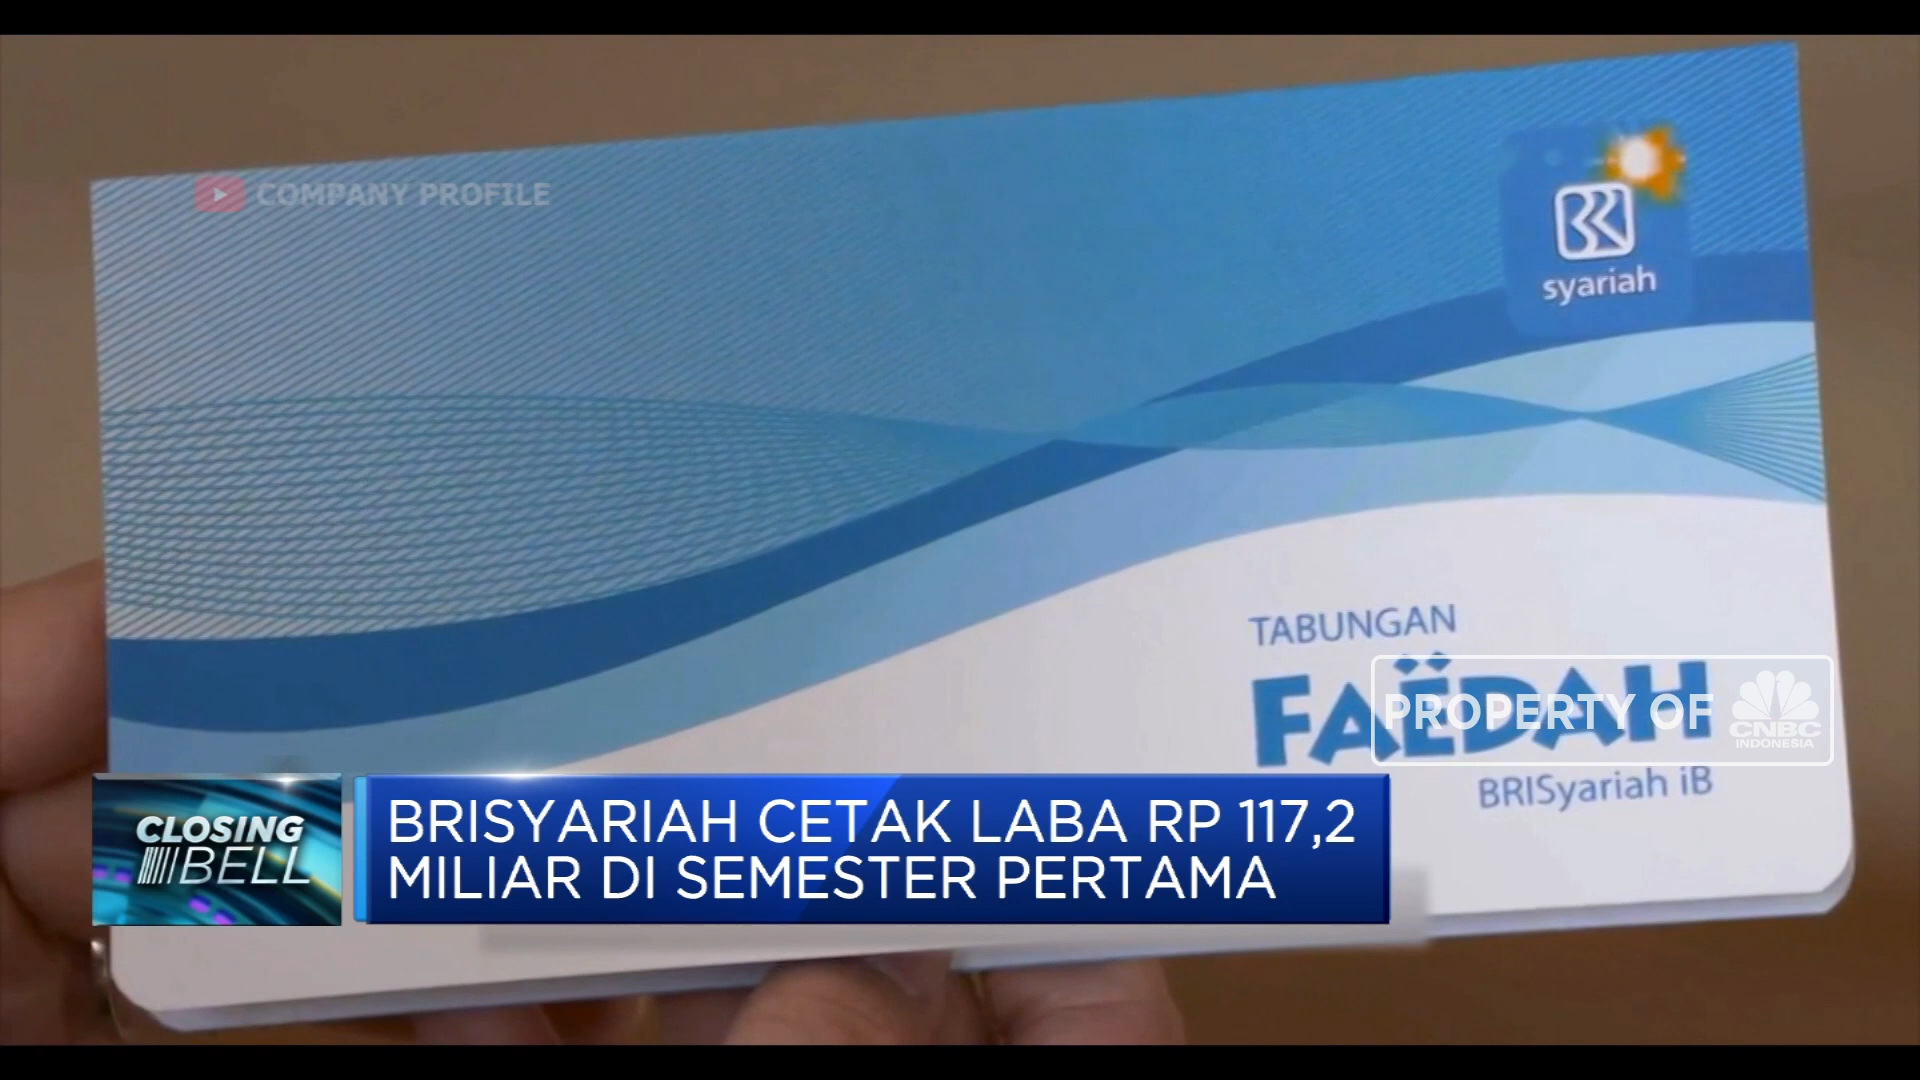 COMPANY PROFILE
syariah
TABUNGAN
FAËDAH
PROPERTY OF
CNBC
INDONESIA
BRISyariah iB
CLOSING
BELL
BRISYARIAH CETAK LABA RP 117,2
MILIAR DI SEMESTER PERTAMA